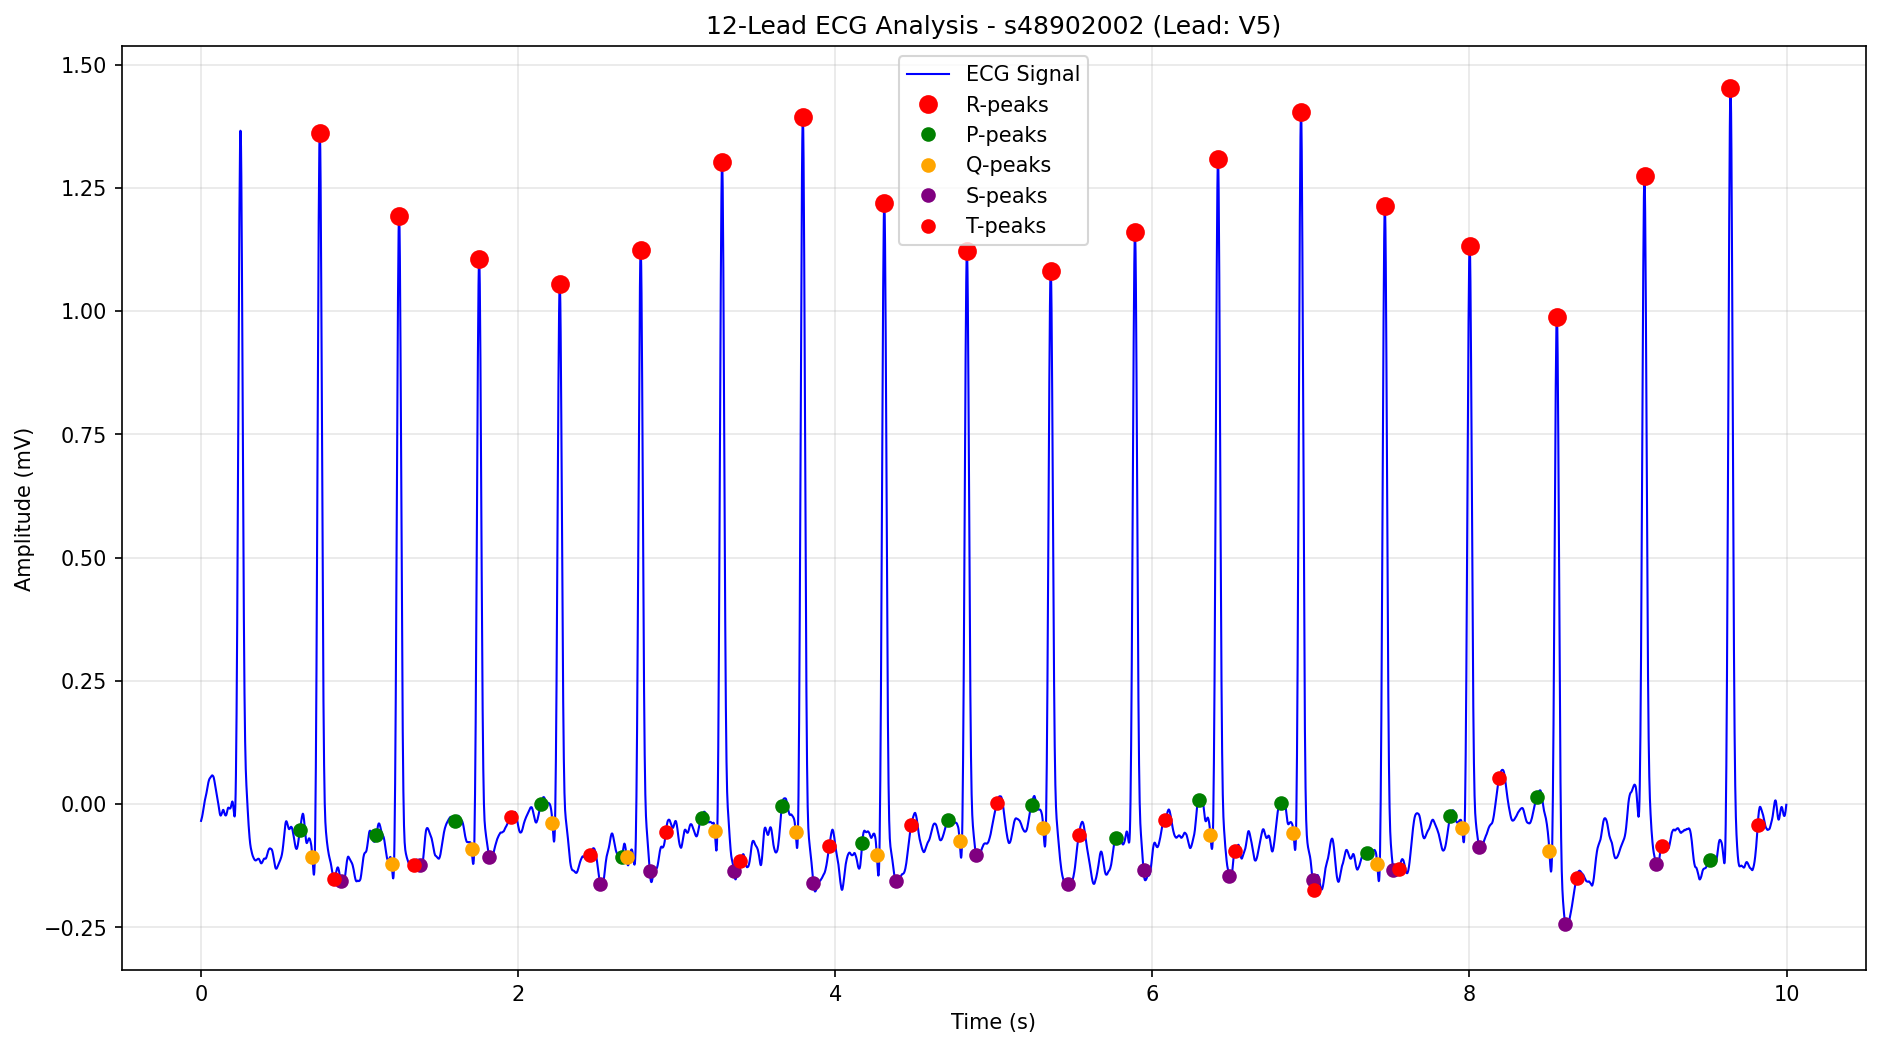 12-Lead ECG Analysis - s48902002 (Lead: V5)
ECG Signal
R-peaks
P-peaks
Q-peaks
S-peaks
T-peaks
Amplitude (mV)
1.50
1.25
1.00
0.75
0.50
0.25
0.00
−0.25
0
2
4
6
8
10
Time (s)